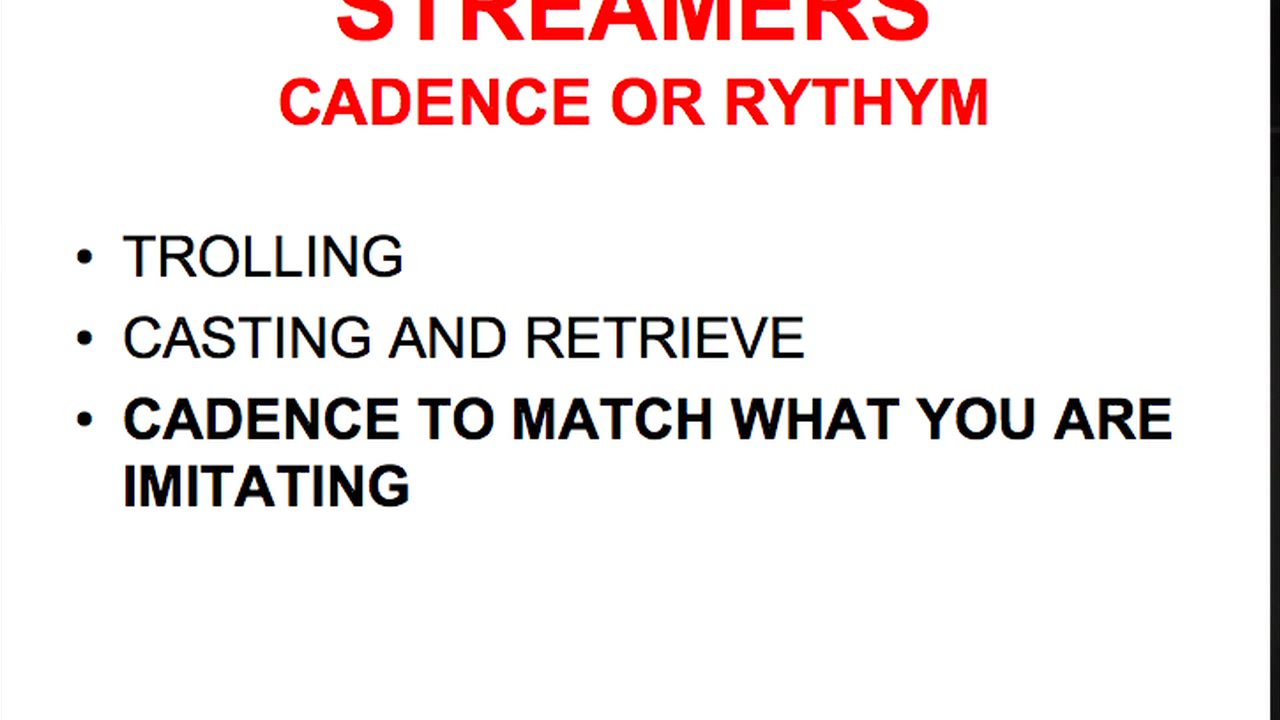 STREAMERS
CADENCE OR RYTHYM
• TROLLING
• CASTING AND RETRIEVE
• CADENCE TO MATCH WHAT YOU ARE
IMITATING